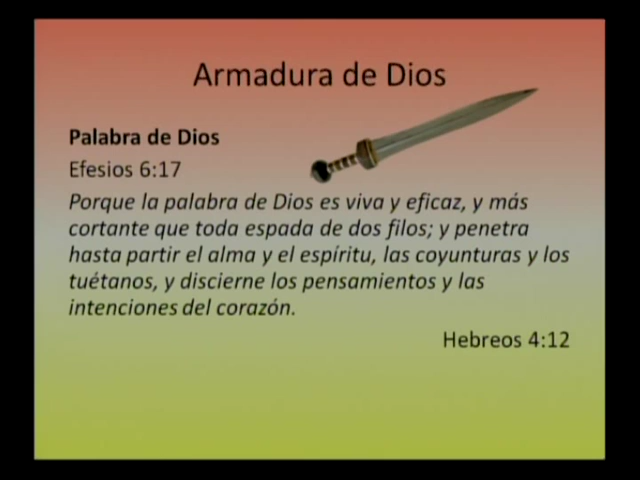 Armadura de Dios
Palabra de Dios
Efesios 6:17
Porque la palabra de Dios es viva y eficaz, y más
cortante que toda espada de dos filos; y penetra
hasta partir el alma y el espíritu, las coyunturas y los
tuétanos, y discierne los pensamientos y las
intenciones del corazón.
Hebreos 4:12